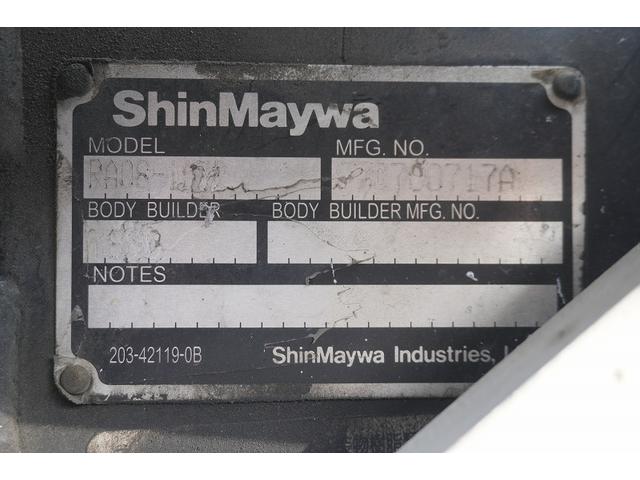 ShinMaywa
MODEL MFG. NO.
BODY BUILDER BODY BUILDER MFG. NO.
NOTES
203-42119-0B ShinMaywa Industries,